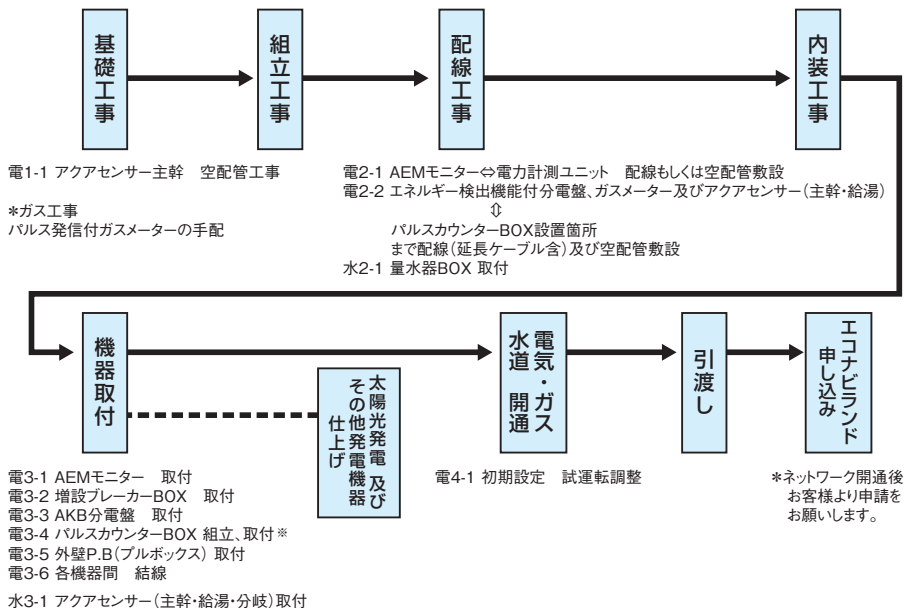 基礎工事
組立工事
配線工事
内装工事
電1-1 アクアセンサー主幹　空配管工事
*ガス工事
パルス発信付ガスメーターの手配
電2-1 AEMモニター⇔電力計測ユニット　配線もしくは空配管敷設
電2-2 エネルギー検出機能付分電盤、ガスメーター及びアクアセンサー(主幹・給湯)
⇕
パルスカウンターBOX設置箇所
まで配線(延長ケーブル含)及び空配管敷設
水2-1 量水器BOX 取付
機器取付
太陽光発電 及び
その他発電機器
仕上げ
電気・ガス
水道 開通
引渡し
エコナビランド
申し込み
電3-1 AEMモニター　取付
電3-2 増設ブレーカーBOX　取付
電3-3 AKB分電盤　取付
電3-4 パルスカウンターBOX 組立、取付※
電3-5 外壁P.B(プルボックス) 取付
電3-6 各機器間　結線
水3-1 アクアセンサー(主幹・給湯・分岐)取付
電4-1 初期設定　試運転調整
*ネットワーク開通後
お客様より申請を
お願いします。